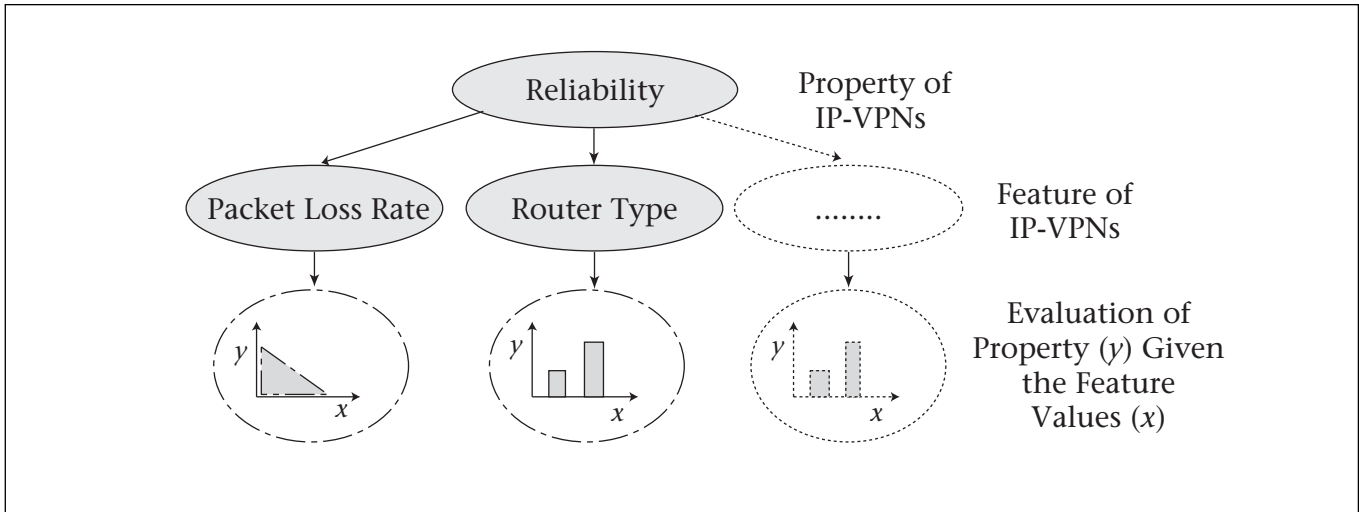 Reliability
Property of
IP-VPNs
Packet Loss Rate
Router Type
........
Feature of
IP-VPNs
y
x
y
x
y
x
Evaluation of
Property (y) Given
the Feature
Values (x)